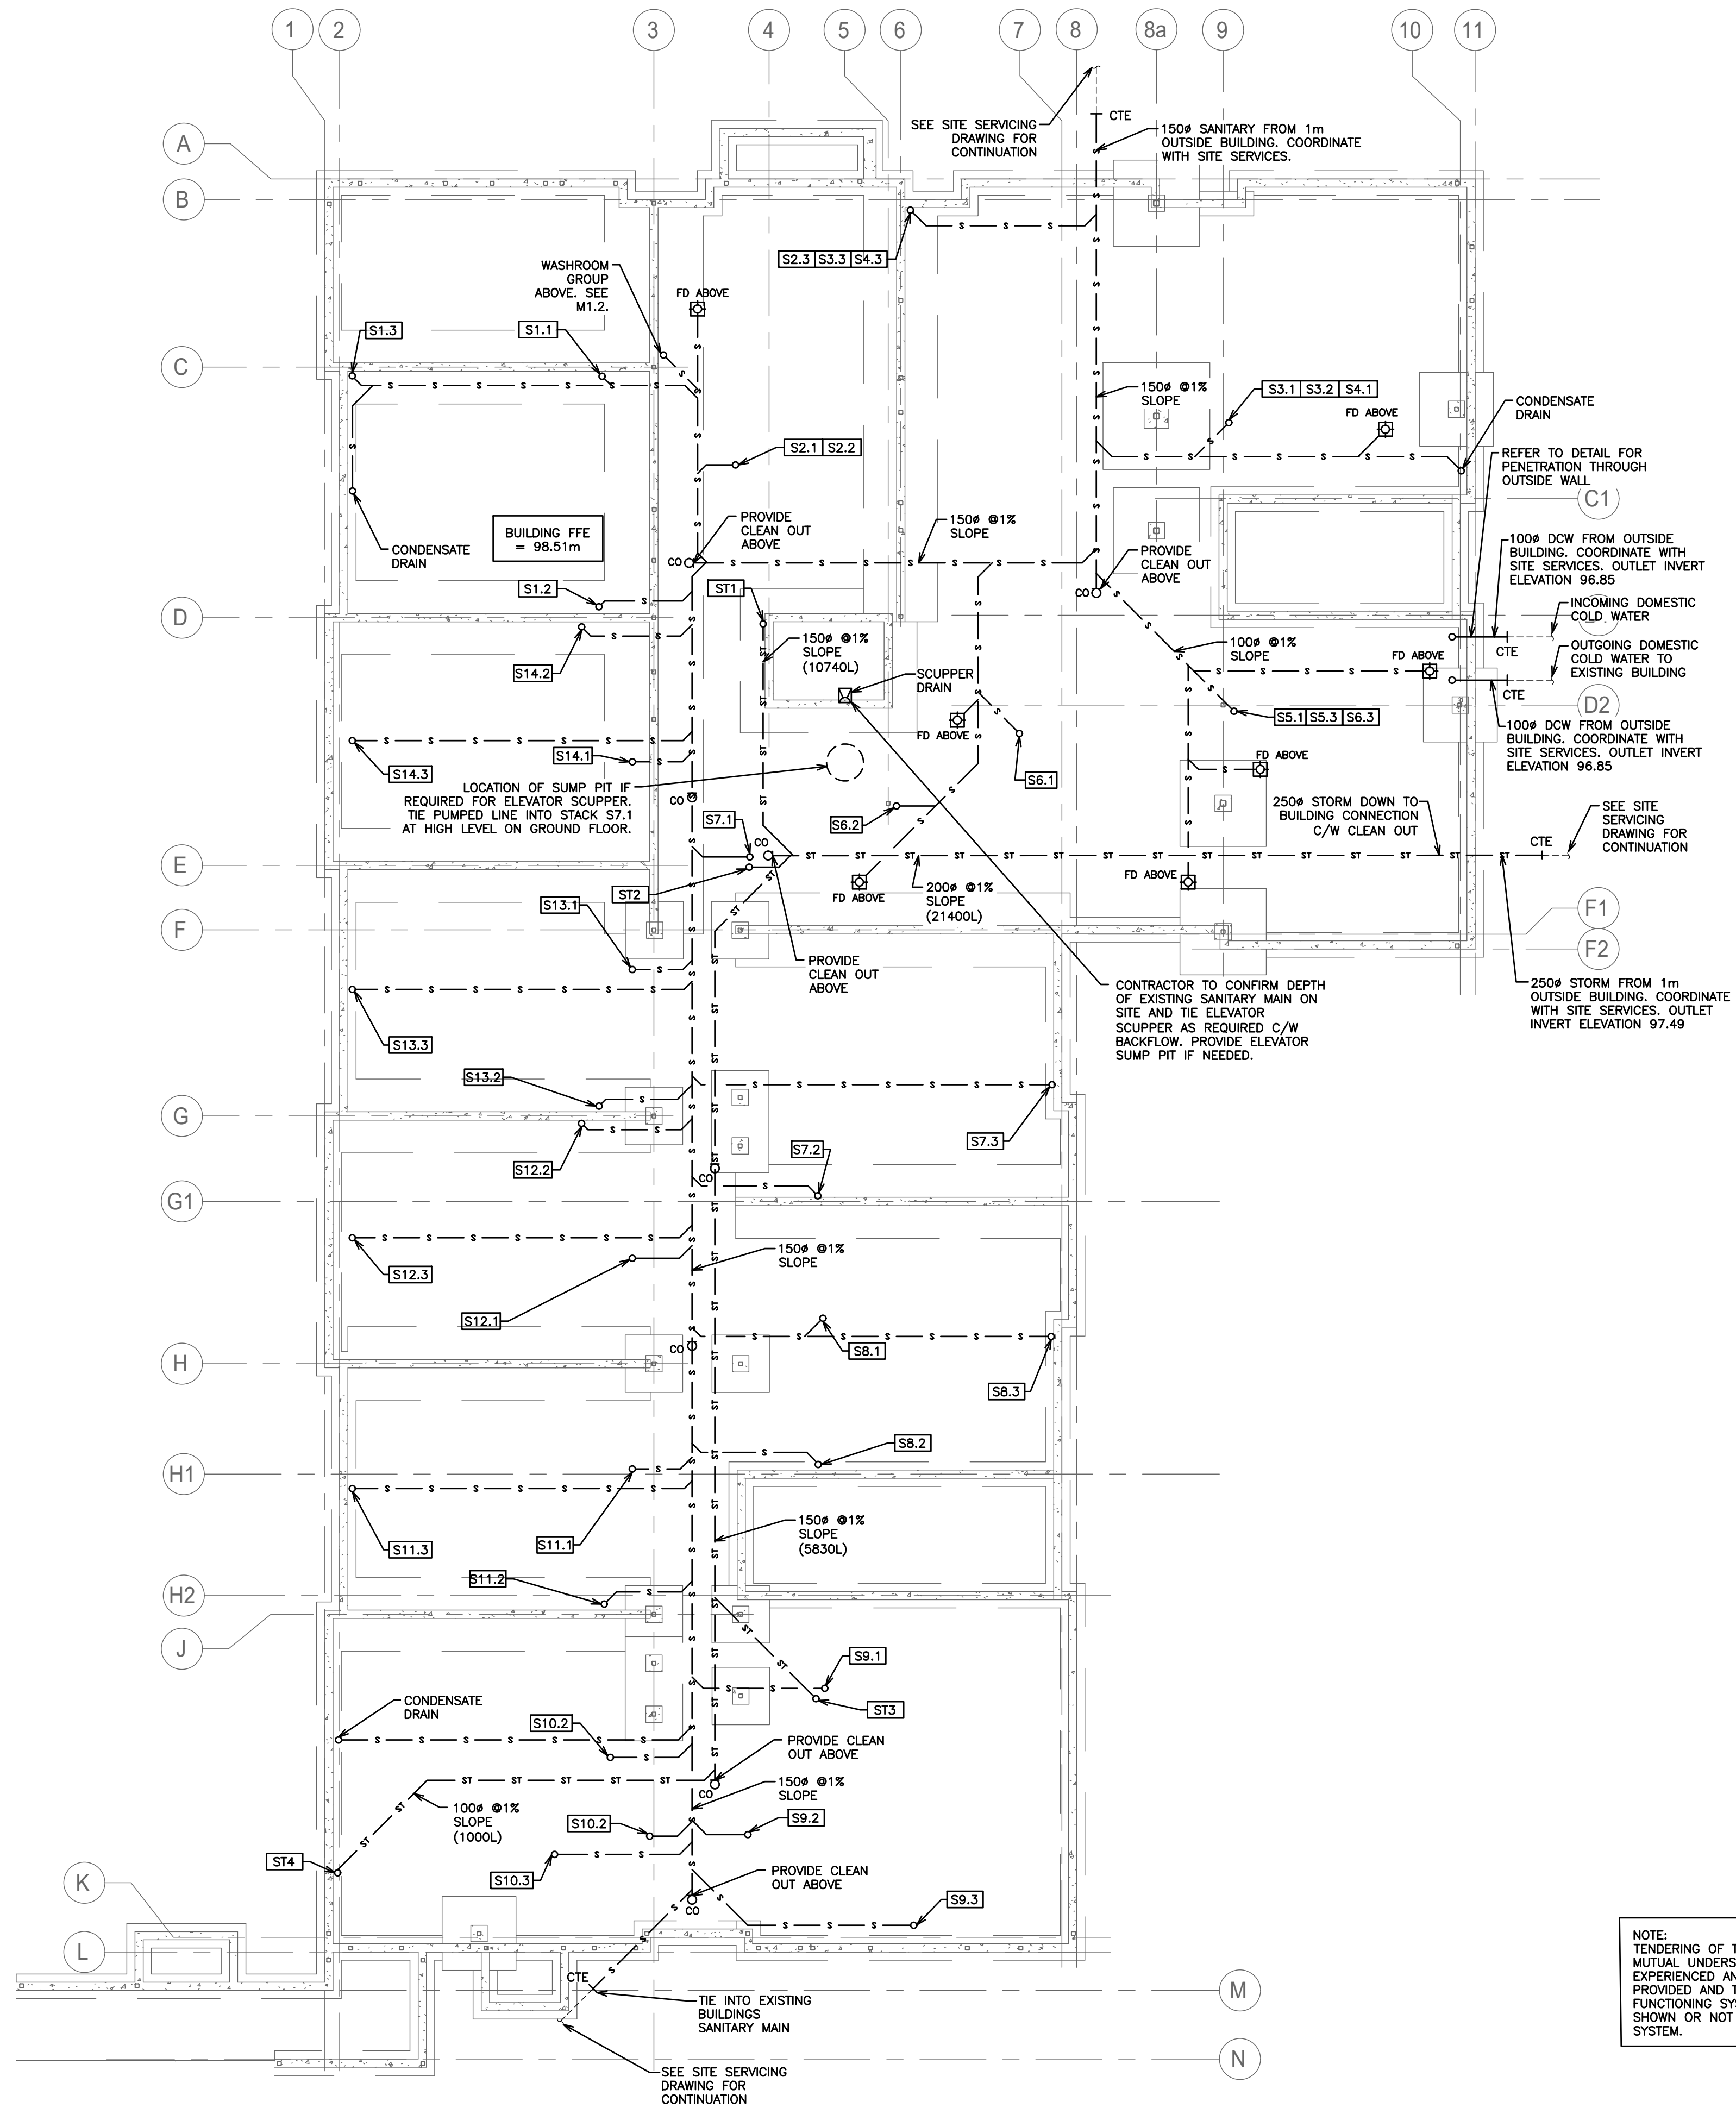 1
2
3
4
5
6
7
8
8a
9
10
11
A
B
C
D
E
F
G
G1
H
H1
H2
J
K
L
C1
D2
F1
F2
M
N
SEE SITE SERVICING
DRAWING FOR
CONTINUATION
CTE
150ø SANITARY FROM 1m
OUTSIDE BUILDING. COORDINATE
WITH SITE SERVICES.
S2.3 S3.3 S4.3
WASHROOM
GROUP
ABOVE. SEE
M1.2.
FD ABOVE
S1.3
S1.1
150ø @1%
SLOPE
S3.1 S3.2 S4.1
FD ABOVE
CONDENSATE
DRAIN
S2.1 S2.2
REFER TO DETAIL FOR
PENETRATION THROUGH
OUTSIDE WALL
BUILDING FFE
= 98.51m
CONDENSATE
DRAIN
PROVIDE
CLEAN OUT
ABOVE
150ø @1%
SLOPE
PROVIDE
CLEAN OUT
ABOVE
100ø DCW FROM OUTSIDE
BUILDING. COORDINATE WITH
SITE SERVICES. OUTLET INVERT
ELEVATION 96.85
CO
CO
S1.2
ST1
INCOMING DOMESTIC
COLD WATER
CTE
150ø @1%
SLOPE
(10740L)
100ø @1%
SLOPE
FD ABOVE
OUTGOING DOMESTIC
COLD WATER TO
EXISTING BUILDING
CTE
S14.2
SCUPPER
DRAIN
S5.1 S5.3 S6.3
100ø DCW FROM OUTSIDE
BUILDING. COORDINATE WITH
SITE SERVICES. OUTLET INVERT
ELEVATION 96.85
FD ABOVE
S14.1
S14.3
FD ABOVE
S6.1
LOCATION OF SUMP PIT IF
REQUIRED FOR ELEVATOR SCUPPER.
TIE PUMPED LINE INTO STACK S7.1
AT HIGH LEVEL ON GROUND FLOOR.
CO
S7.1
S6.2
250ø STORM DOWN TO
BUILDING CONNECTION
C/W CLEAN OUT
SEE SITE
SERVICING
DRAWING FOR
CONTINUATION
CO
CTE
ST2
FD ABOVE
200ø @1%
SLOPE
(21400L)
FD ABOVE
S13.1
PROVIDE
CLEAN OUT
ABOVE
CONTRACTOR TO CONFIRM DEPTH
OF EXISTING SANITARY MAIN ON
SITE AND TIE ELEVATOR
SCUPPER AS REQUIRED C/W
BACKFLOW. PROVIDE ELEVATOR
SUMP PIT IF NEEDED.
250ø STORM FROM 1m
OUTSIDE BUILDING. COORDINATE
WITH SITE SERVICES. OUTLET
INVERT ELEVATION 97.49
S13.3
S13.2
S7.3
S12.2
S7.2
CO
S12.3
150ø @1%
SLOPE
S12.1
CO
S8.1
S8.3
S8.2
S11.3
S11.1
150ø @1%
SLOPE
(5830L)
S11.2
S9.1
ST3
CONDENSATE
DRAIN
S10.2
PROVIDE CLEAN
OUT ABOVE
CO
100ø @1%
SLOPE
(1000L)
150ø @1%
SLOPE
S10.2
S9.2
ST4
S10.3
PROVIDE CLEAN
OUT ABOVE
CO
S9.3
CTE
TIE INTO EXISTING
BUILDINGS
SANITARY MAIN
SEE SITE SERVICING
DRAWING FOR
CONTINUATION
NOTE:
TENDERING OF
MUTUAL
EXPERIENCED
PROVIDED AND
FUNCTIONING
SHOWN OR NOT
SYSTEM.